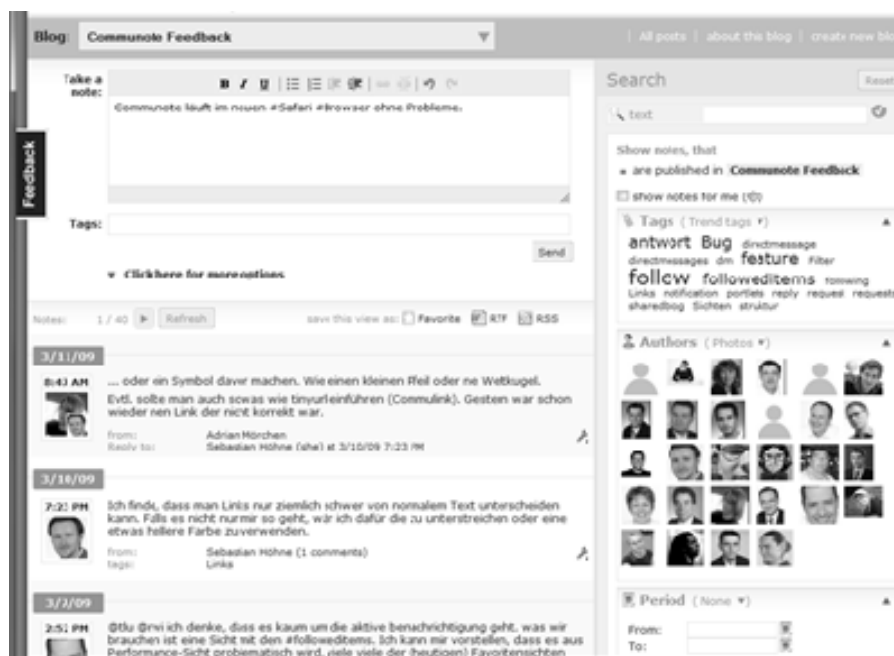 Blog: Communote Feedback
All posts | about this blog | create new blo
Take a note:
B I U
Communote läuft im neuen #Safari #Browser ohne Probleme.
Feedback
Tags:
Send
Click here for more options
Notes: 1 / 40 Refresh save this view as: Favorite RTF RSS
3/11/09
8:43 AM
... oder ein Symbol davor machen. Wie einen kleinen Pfeil oder ne Weltkugel.
Evtl. sollte man auch sowas wie tinyurl einführen (Commulink). Gestern war schon
wieder nen Link der nicht korrekt war.
from: Adrian Mörchen
Reply to: Sebastian Höhne (she) at 3/10/09 7:23 PM
3/10/09
7:23 PM
Ich finde, dass man Links nur ziemlich schwer von normalem Text unterscheiden
kann. Falls es nicht nur mir so geht, wär ich dafür die zu unterstreichen oder eine
etwas hellere Farbe zu verwenden.
from: Sebastian Höhne (1 comments)
tags: Links
2:51 PM
ich denke, dass es kaum um die aktive benachrichtigung geht. was wir
brauchen ist eine Sicht mit den #followeditems. Ich kann mir vorstellen, dass es aus
Performance-Sicht problematisch wird, viele viele der (heutigen) Favoritensichten
Search Reset
text
Show notes, that
are published in Communote Feedback
show notes for me
Tags (Trend tags)
antwort Bug directmessage
directmessages dm feature Filter
follow followeditems following
Links notification portlets reply request requests
sharedblog Sichten struktur
Authors (Photos)
Period (None)
From:
To: